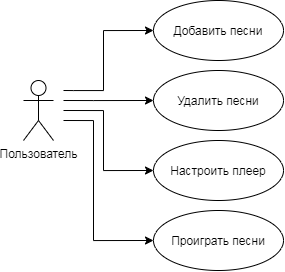 Добавить песни
Удалить песни
Пользователь
Настроить плеер
Проиграть песни